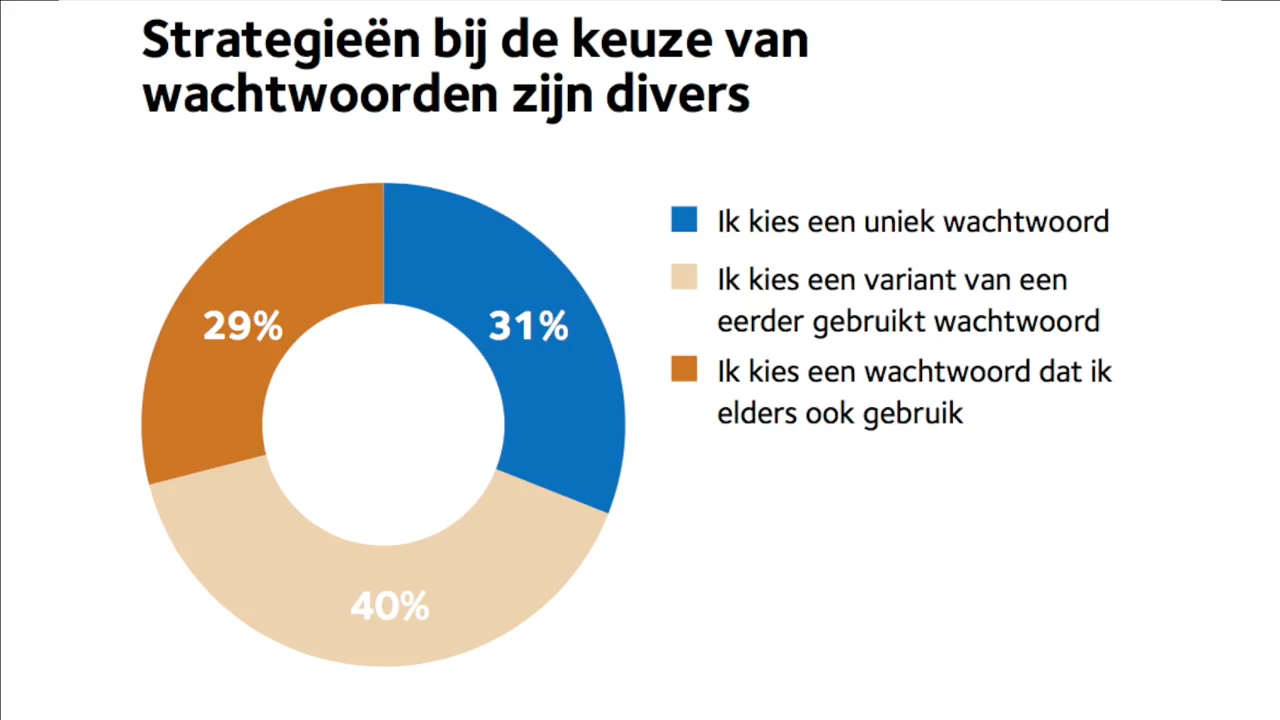 Strategieën bij de keuze van
wachtwoorden zijn divers
29%
31%
40%
Ik kies een uniek wachtwoord
Ik kies een variant van een
eerder gebruikt wachtwoord
Ik kies een wachtwoord dat ik
elders ook gebruik